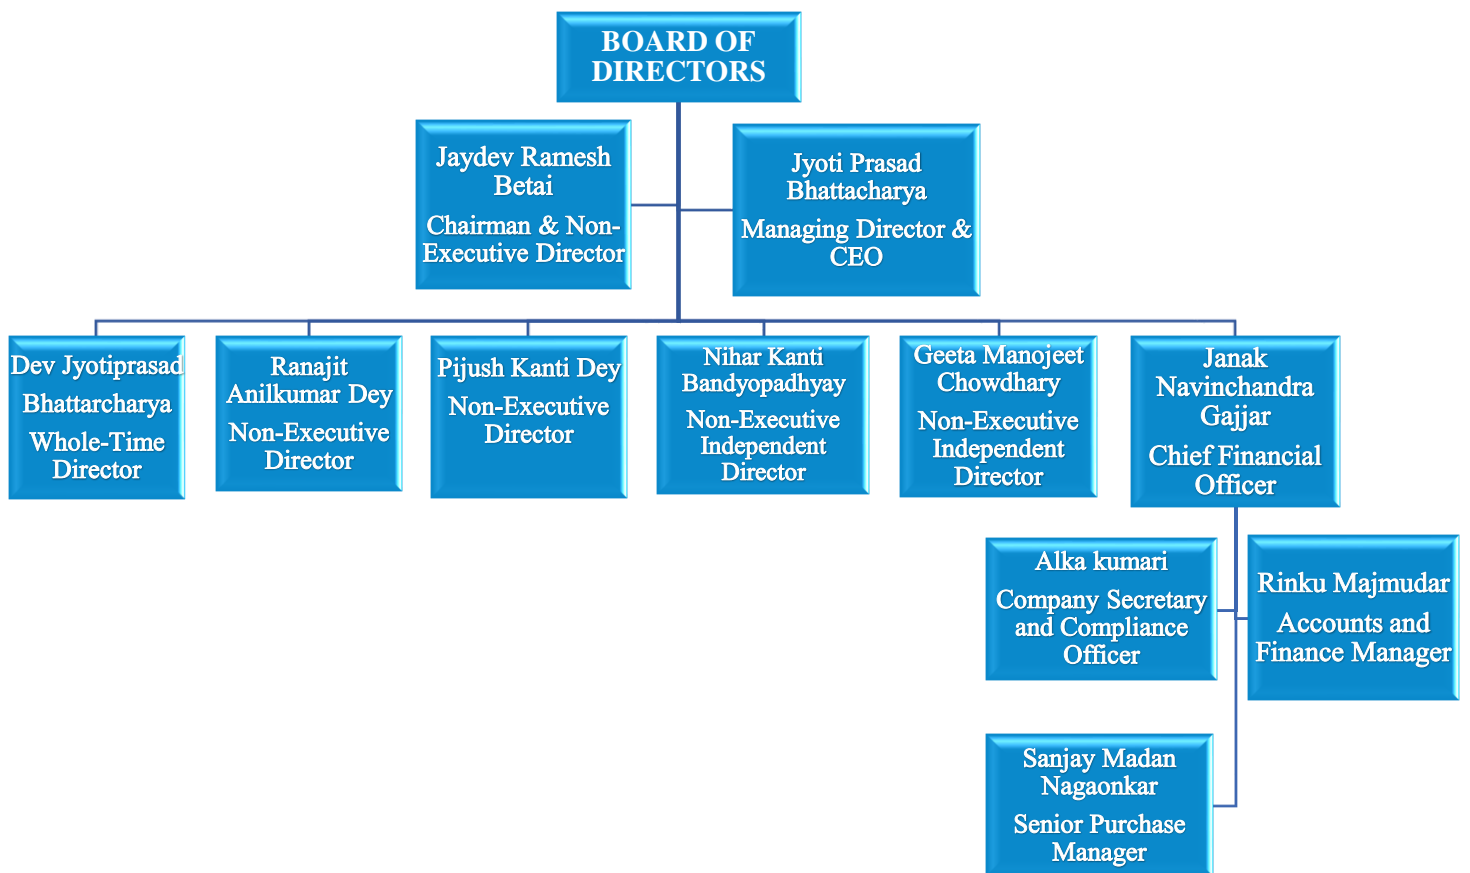 BOARD OF
DIRECTORS
Jaydev Ramesh
Betai
Chairman & Non-
Executive Director
Jyoti Prasad
Bhattacharya
Managing Director &
CEO
Dev Jyotiprasad
Bhattarcharya
Whole-Time
Director
Ranajit
Anilkumar Dey
Non-Executive
Director
Pijush Kanti Dey
Non-Executive
Director
Nihar Kanti
Bandyopadhyay
Non-Executive
Independent
Director
Geeta Manojeet
Chowdhary
Non-Executive
Independent
Director
Janak
Navinchandra
Gajjar
Chief Financial
Officer
Alka kumari
Company Secretary
and Compliance
Officer
Rinku Majmudar
Accounts and
Finance Manager
Sanjay Madan
Nagaonkar
Senior Purchase
Manager